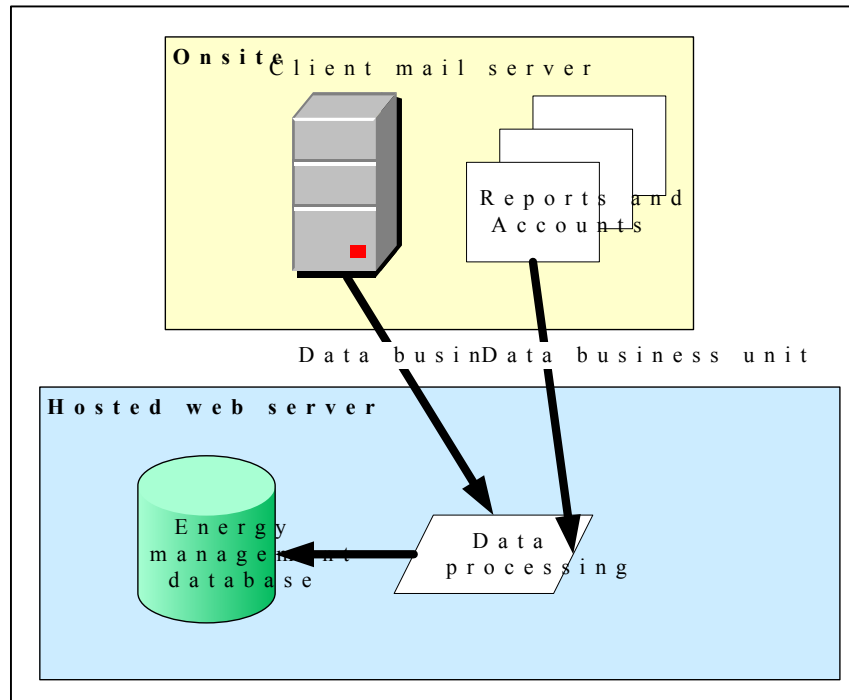 Onsite
Client mail server
Reports and
Accounts
Data busin
Data business unit
Hosted web server
Energy
management
database
Data
processing